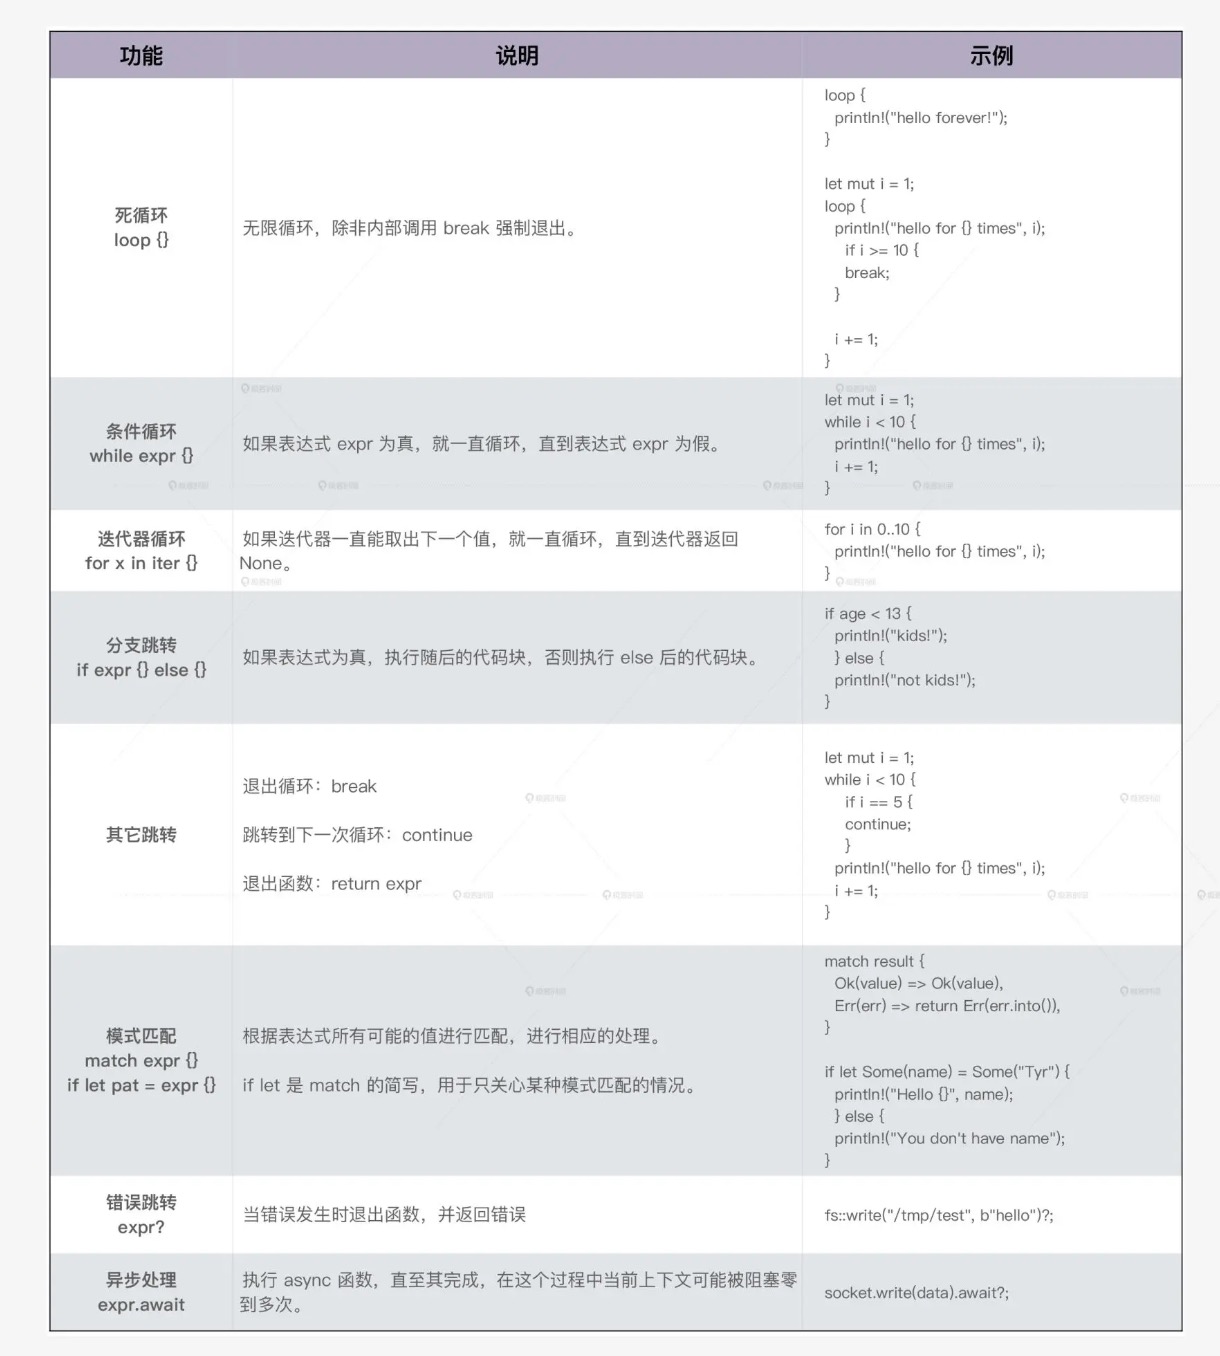 功能
说明
示例
死循环
loop {}
无限循环，除非内部调用 break 强制退出。
loop {
println!("hello forever!");
}
let mut i = 1;
loop {
println!("hello for {} times", i);
if i >= 10 {
break;
}
i += 1;
}
条件循环
while expr {}
如果表达式 expr 为真，就一直循环，直到表达式 expr 为假。
let mut i = 1;
while i < 10 {
println!("hello for {} times", i);
i += 1;
}
迭代器循环
for x in iter {}
如果迭代器一直能取出下一个值，就一直循环，直到迭代器返回
None。
for i in 0..10 {
println!("hello for {} times", i);
}
分支跳转
if expr {} else {}
如果表达式为真，执行随后的代码块，否则执行 else 后的代码块。
if age < 13 {
println!("kids!");
} else {
println!("not kids!");
}
其它跳转
退出循环：break
跳转到下一次循环：continue
退出函数：return expr
let mut i = 1;
while i < 10 {
if i == 5 {
continue;
}
println!("hello for {} times", i);
i += 1;
}
模式匹配
match expr {}
if let pat = expr {}
根据表达式所有可能的值进行匹配，进行相应的处理。
if let 是 match 的简写，用于只关心某种模式匹配的情况。
match result {
Ok(value) => Ok(value),
Err(err) => return Err(err.into()),
}
if let Some(name) = Some("Tyr") {
println!("Hello {}", name);
} else {
println!("You don't have name");
}
错误跳转
expr?
当错误发生时退出函数，并返回错误
fs::write("/tmp/test", b"hello")?;
异步处理
expr.await
执行 async 函数，直至其完成，在这个过程中当前上下文可能被阻塞零
到多次。
socket.write(data).await?;